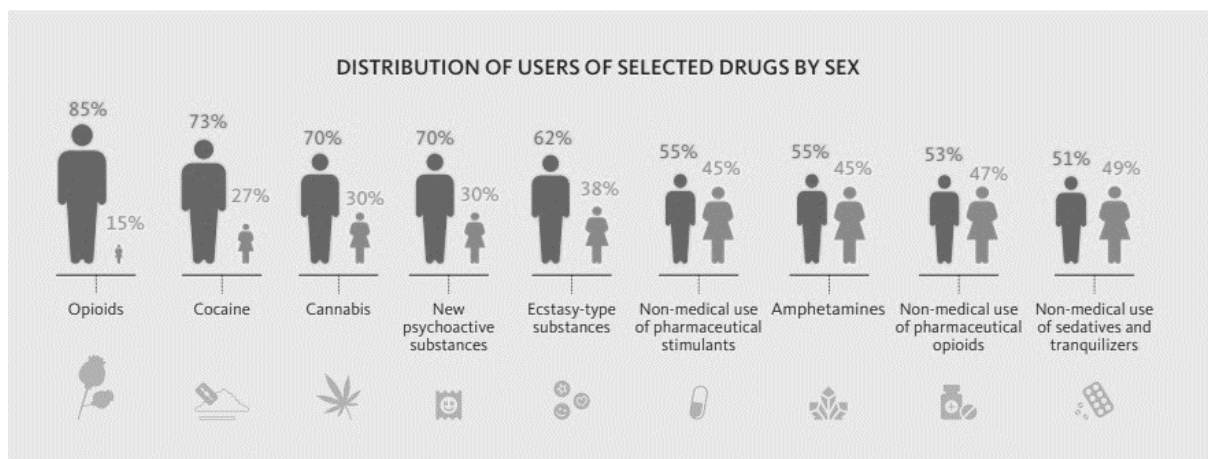 DISTRIBUTION OF USERS OF SELECTED DRUGS BY SEX
85%
15%
Opioids
73%
27%
Cocaine
70%
30%
Cannabis
70%
30%
New
psychoactive
substances
62%
38%
Ecstasy-type
substances
55%
45%
Non-medical use
of pharmaceutical
stimulants
55%
45%
Amphetamines
53%
47%
Non-medical use
of pharmaceutical
opioids
51%
49%
Non-medical use
of sedatives and
tranquilizers